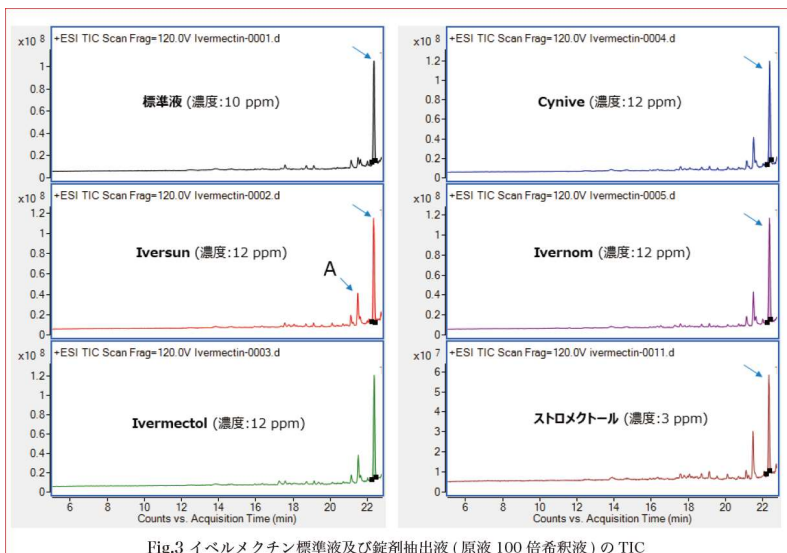 x10 8 +ESI TIC Scan Frag=120.0V Ivermectin-0001.d
標準液 (濃度:10 ppm)
1
0.8
0.6
0.4
0.2
0
x10 8 +ESI TIC Scan Frag=120.0V Ivermectin-0002.d
Iversun (濃度:12 ppm)
A
1.2
1
0.8
0.6
0.4
0.2
0
x10 8 +ESI TIC Scan Frag=120.0V Ivermectin-0003.d
Ivermectol (濃度:12 ppm)
1.2
1
0.8
0.6
0.4
0.2
0
6 8 10 12 14 16 18 20 22
Counts vs. Acquisition Time (min)
x10 8 +ESI TIC Scan Frag=120.0V Ivermectin-0004.d
Cynive (濃度:12 ppm)
1.2
1
0.8
0.6
0.4
0.2
0
x10 8 +ESI TIC Scan Frag=120.0V Ivermectin-0005.d
Ivernom (濃度:12 ppm)
1.2
1
0.8
0.6
0.4
0.2
0
x10 7 +ESI TIC Scan Frag=120.0V ivermectin-0011.d
ストロメクトール (濃度:3 ppm)
6
5
4
3
2
1
0
6 8 10 12 14 16 18 20 22
Counts vs. Acquisition Time (min)
Fig.3 イベルメクチン標準液及び錠剤抽出液 ( 原液 100 倍希釈液 ) の TIC